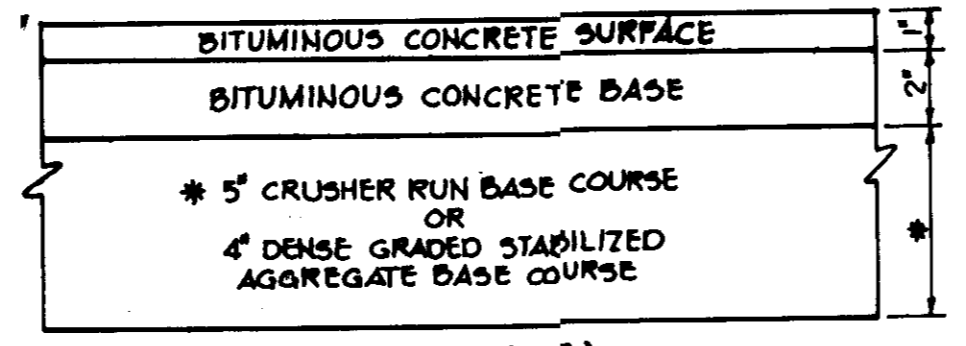 BITUMINOUS CONCRETE SURFACE
1"
BITUMINOUS CONCRETE BASE
2"
* 5" CRUSHER RUN BASE COURSE
OR
4" DENSE GRADED STABILIZED
AGGREGATE BASE COURSE
*